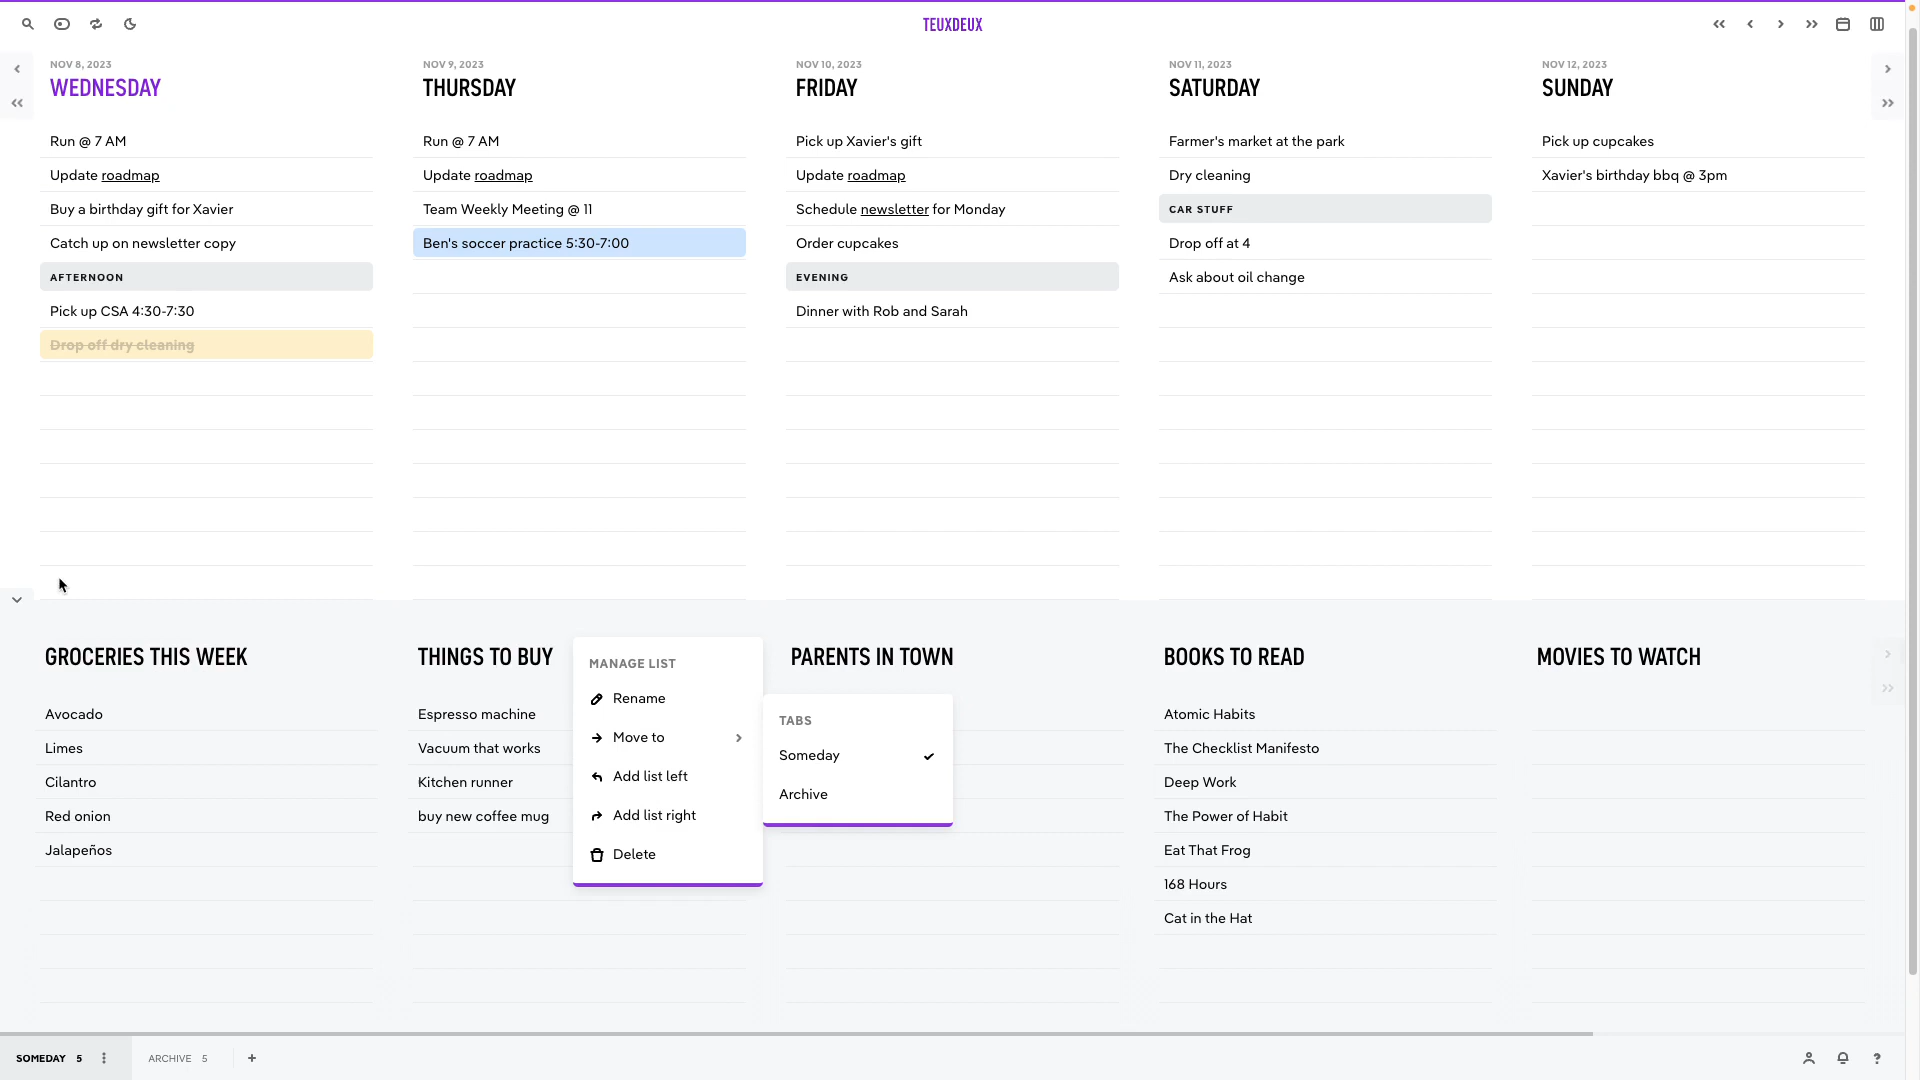 TEUXDEUX
NOV 8, 2023
WEDNESDAY
Run @ 7 AM
Update roadmap
Buy a birthday gift for Xavier
Catch up on newsletter copy
AFTERNOON
Pick up CSA 4:30-7:30
Drop off dry cleaning
NOV 9, 2023
THURSDAY
Run @ 7 AM
Update roadmap
Team Weekly Meeting @ 11
Ben's soccer practice 5:30-7:00
NOV 10, 2023
FRIDAY
Pick up Xavier's gift
Update roadmap
Schedule newsletter for Monday
Order cupcakes
EVENING
Dinner with Rob and Sarah
NOV 11, 2023
SATURDAY
Farmer's market at the park
Dry cleaning
CAR STUFF
Drop off at 4
Ask about oil change
NOV 12, 2023
SUNDAY
Pick up cupcakes
Xavier's birthday bbq @ 3pm
GROCERIES THIS WEEK
Avocado
Limes
Cilantro
Red onion
Jalapeños
THINGS TO BUY
Espresso machine
Vacuum that works
Kitchen runner
buy new coffee mug
MANAGE LIST
Rename
Move to
Add list left
Add list right
Delete
TABS
Someday
Archive
PARENTS IN TOWN
BOOKS TO READ
Atomic Habits
The Checklist Manifesto
Deep Work
The Power of Habit
Eat That Frog
168 Hours
Cat in the Hat
MOVIES TO WATCH
SOMEDAY 5
ARCHIVE 5